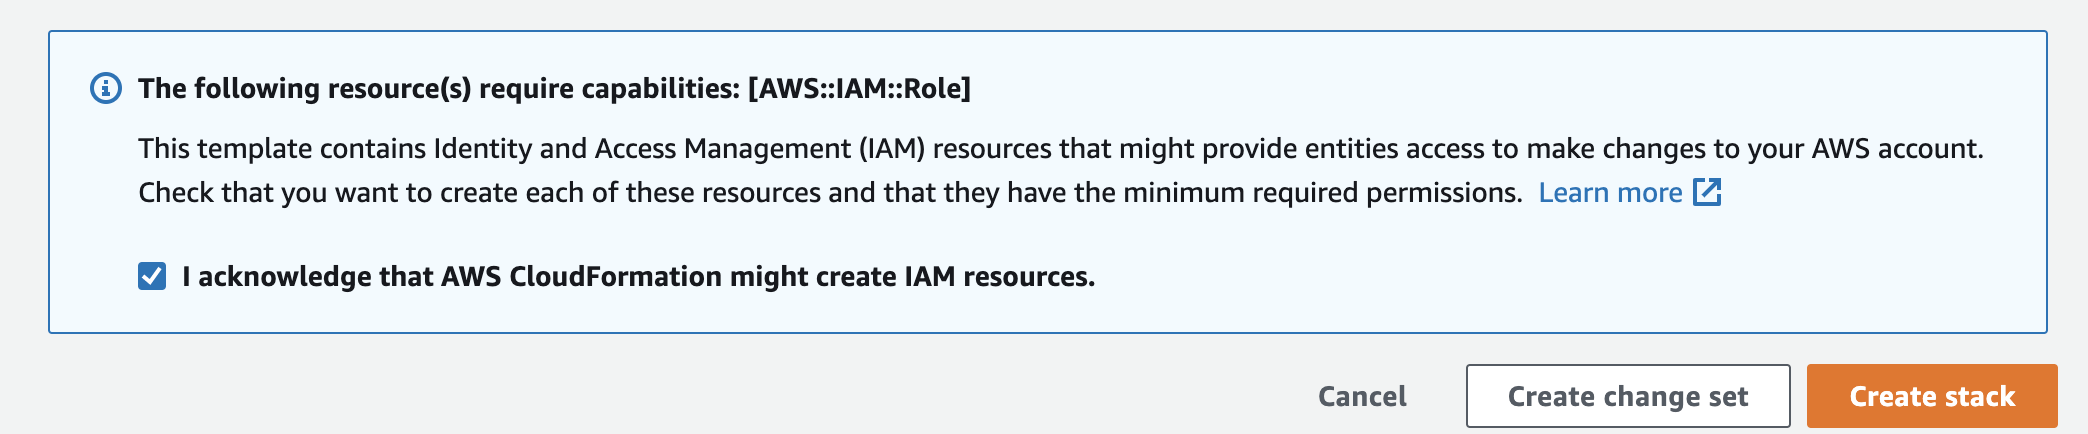 The following resource(s) require capabilities: [AWS::IAM::Role]
This template contains Identity and Access Management (IAM) resources that might provide entities access to make changes to your AWS account.
Check that you want to create each of these resources and that they have the minimum required permissions. Learn more
I acknowledge that AWS CloudFormation might create IAM resources.
Cancel Create change set Create stack